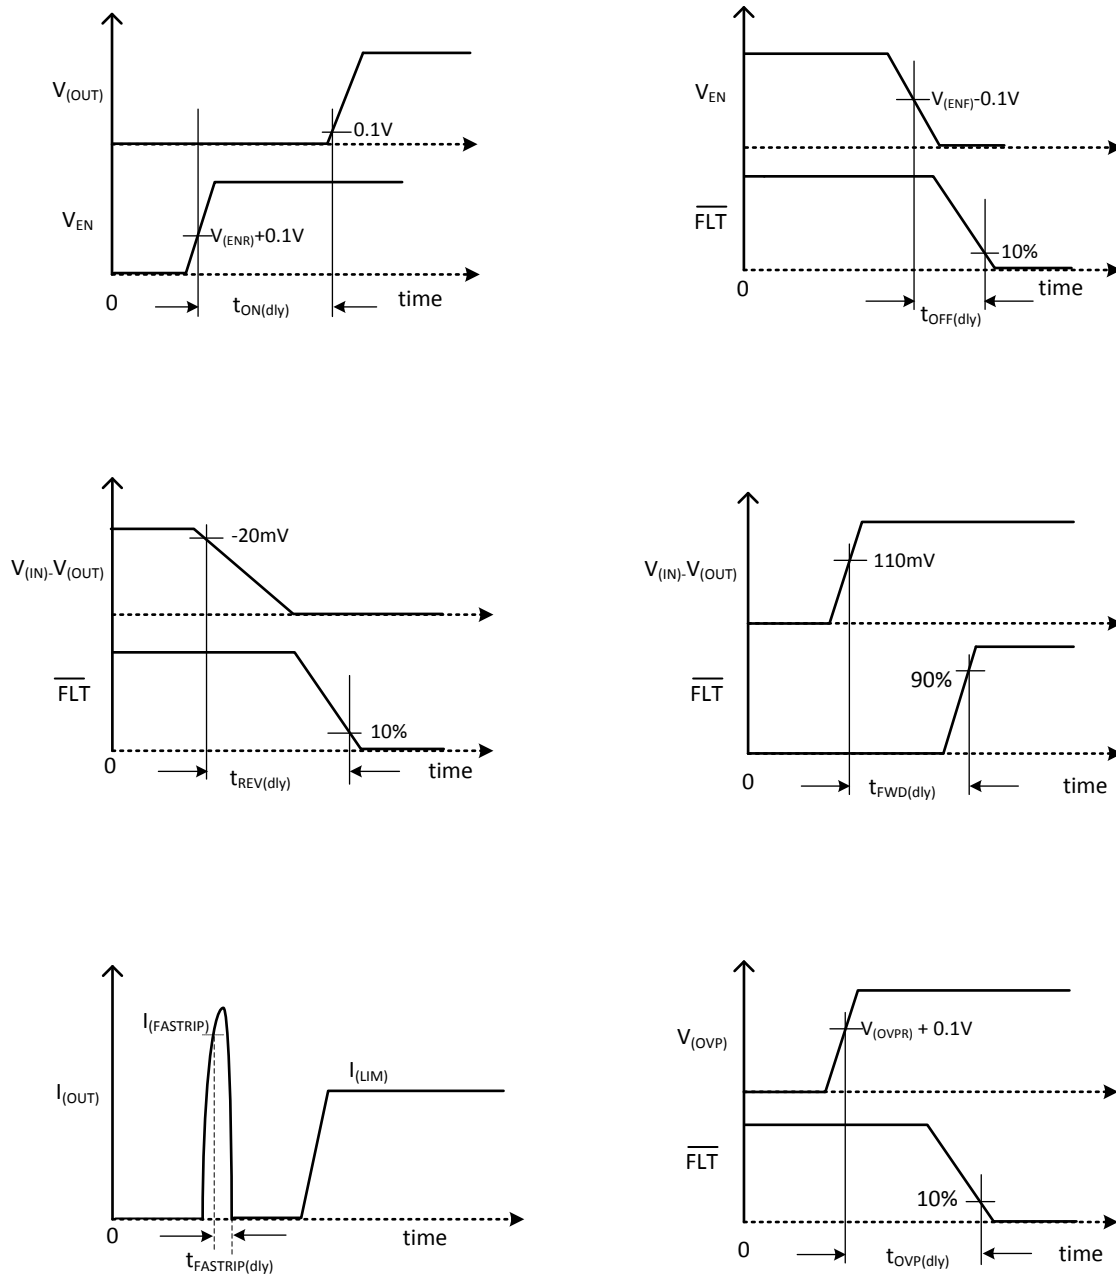 V(OUT)
0.1V
VEN
V(ENR)+0.1V
0
tON(dly)
time
VEN
V(ENF)-0.1V
FLT
10%
0
tOFF(dly)
time
V(IN)-V(OUT)
-20mV
FLT
10%
0
tREV(dly)
time
V(IN)-V(OUT)
110mV
90%
FLT
0
tFWD(dly)
time
I(FASTRIP)
I(LIM)
I(OUT)
0
tFASTRIP(dly)
time
V(OVP)
V(OVPR) + 0.1V
FLT
10%
0
tOVP(dly)
time